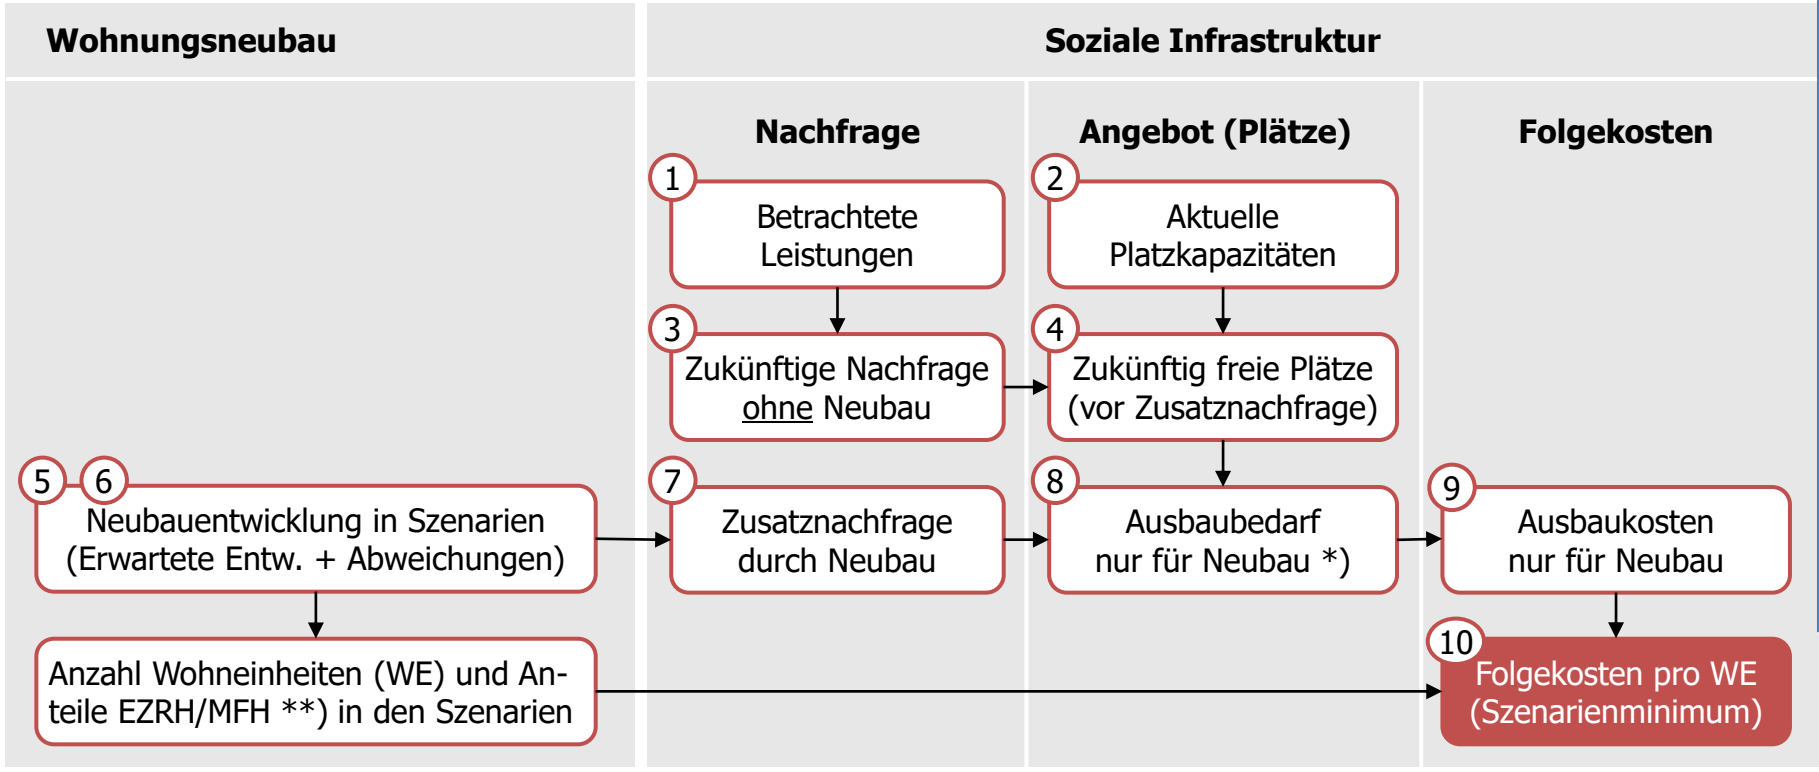 Wohnungsneubau
Soziale Infrastruktur
Nachfrage
Angebot (Plätze)
Folgekosten
1
Betrachtete
Leistungen
2
Aktuelle
Platzkapazitäten
3
Zukünftige Nachfrage
ohne Neubau
4
Zukünftig freie Plätze
(vor Zusatznachfrage)
5
6
Neubauentwicklung in Szenarien
(Erwartete Entw. + Abweichungen)
7
Zusatznachfrage
durch Neubau
8
Ausbaubedarf
nur für Neubau *)
9
Ausbaukosten
nur für Neubau
Anzahl Wohneinheiten (WE) und An-
teile EZRH/MFH **) in den Szenarien
10
Folgekosten pro WE
(Szenarienminimum)